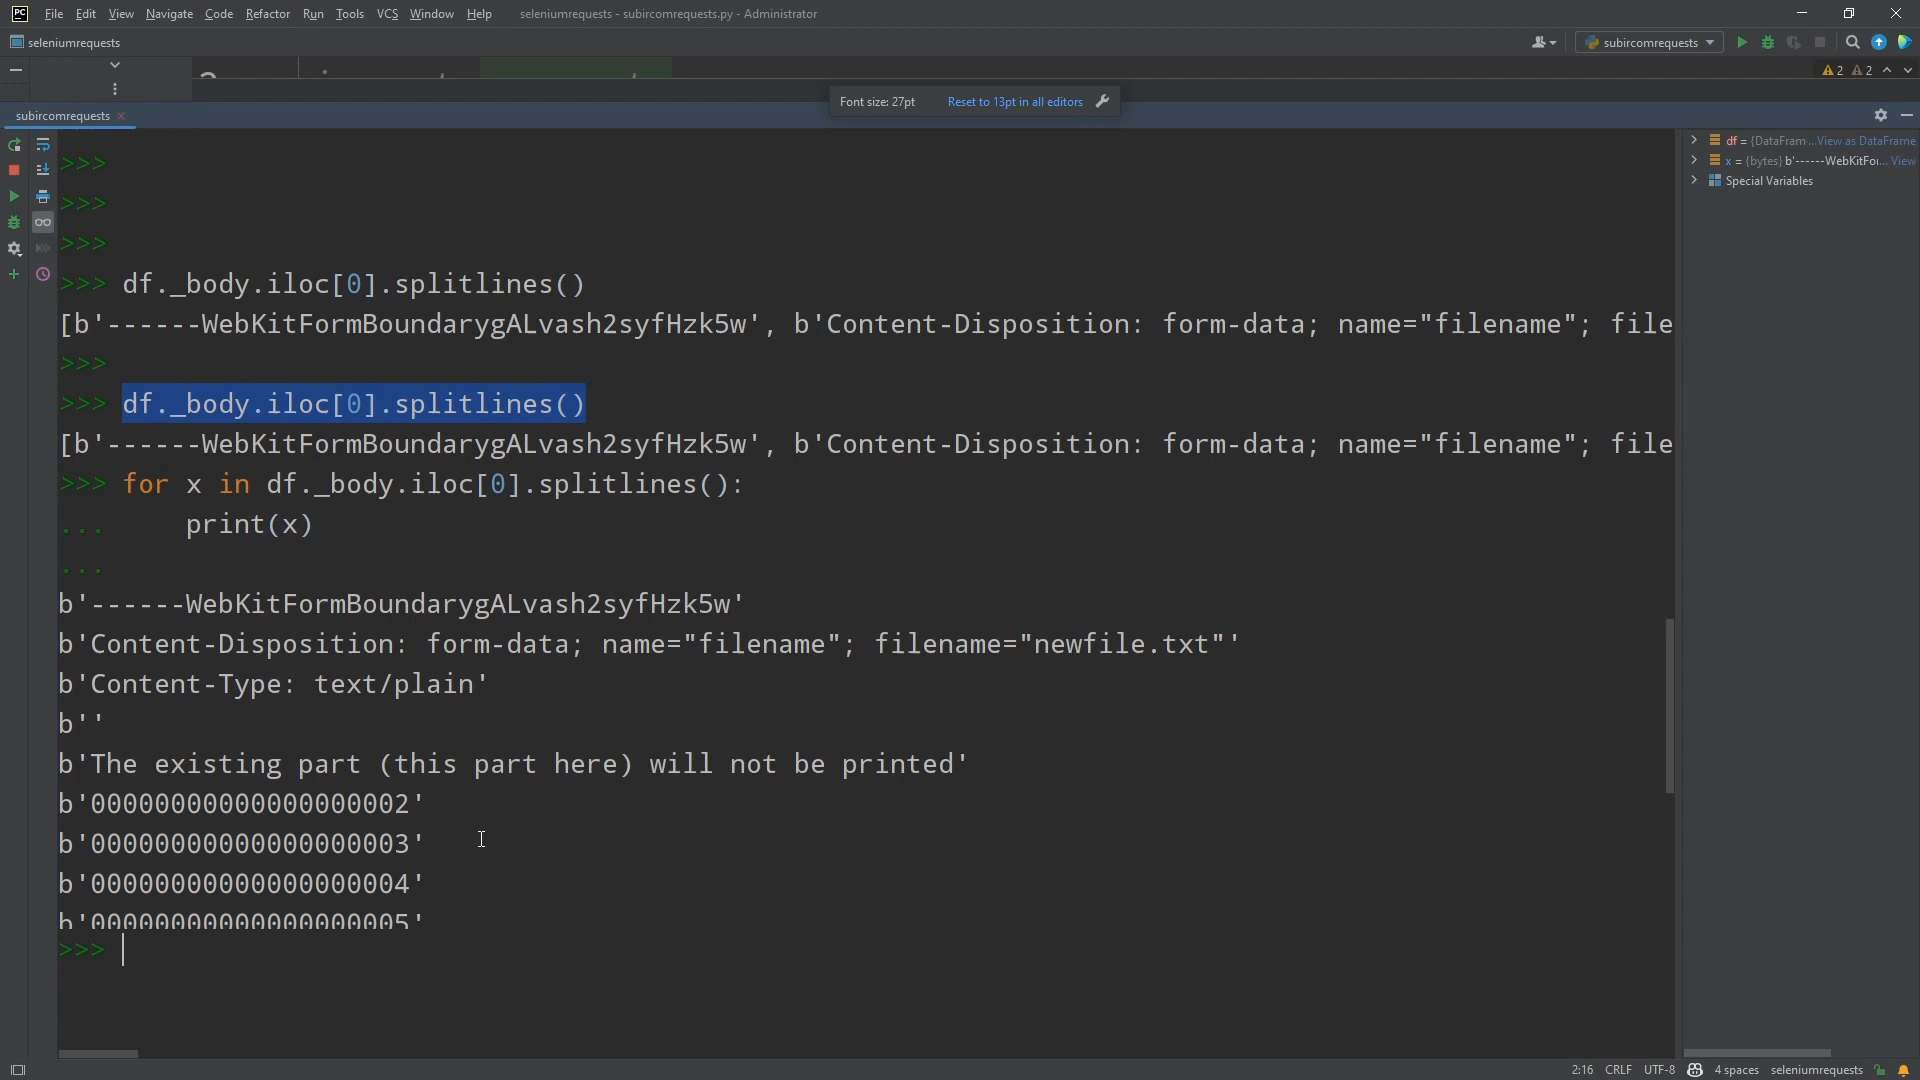 File Edit View Navigate Code Refactor Run Tools VCS Window Help seleniumrequests - subircomrequests.py - Administrator
seleniumrequests
subircomrequests
2 2
Font size: 27pt Reset to 13pt in all editors
subircomrequests
>>>
>>>
>>>
>>> df._body.iloc[0].splitlines()
[b'------WebKitFormBoundarygALvash2syfHzk5w', b'Content-Disposition: form-data; name="filename"; file
>>>
>>> df._body.iloc[0].splitlines()
[b'------WebKitFormBoundarygALvash2syfHzk5w', b'Content-Disposition: form-data; name="filename"; file
>>> for x in df._body.iloc[0].splitlines():
... print(x)
...
b'------WebKitFormBoundarygALvash2syfHzk5w'
b'Content-Disposition: form-data; name="filename"; filename="newfile.txt"'
b'Content-Type: text/plain'
b''
b'The existing part (this part here) will not be printed'
b'00000000000000000002'
b'00000000000000000003'
b'00000000000000000004'
b'00000000000000000005'
>>>
df = {DataFram ...View as DataFrame
x = {bytes} b'------WebKitFor... View
Special Variables
2:16 CRLF UTF-8 4 spaces seleniumrequests